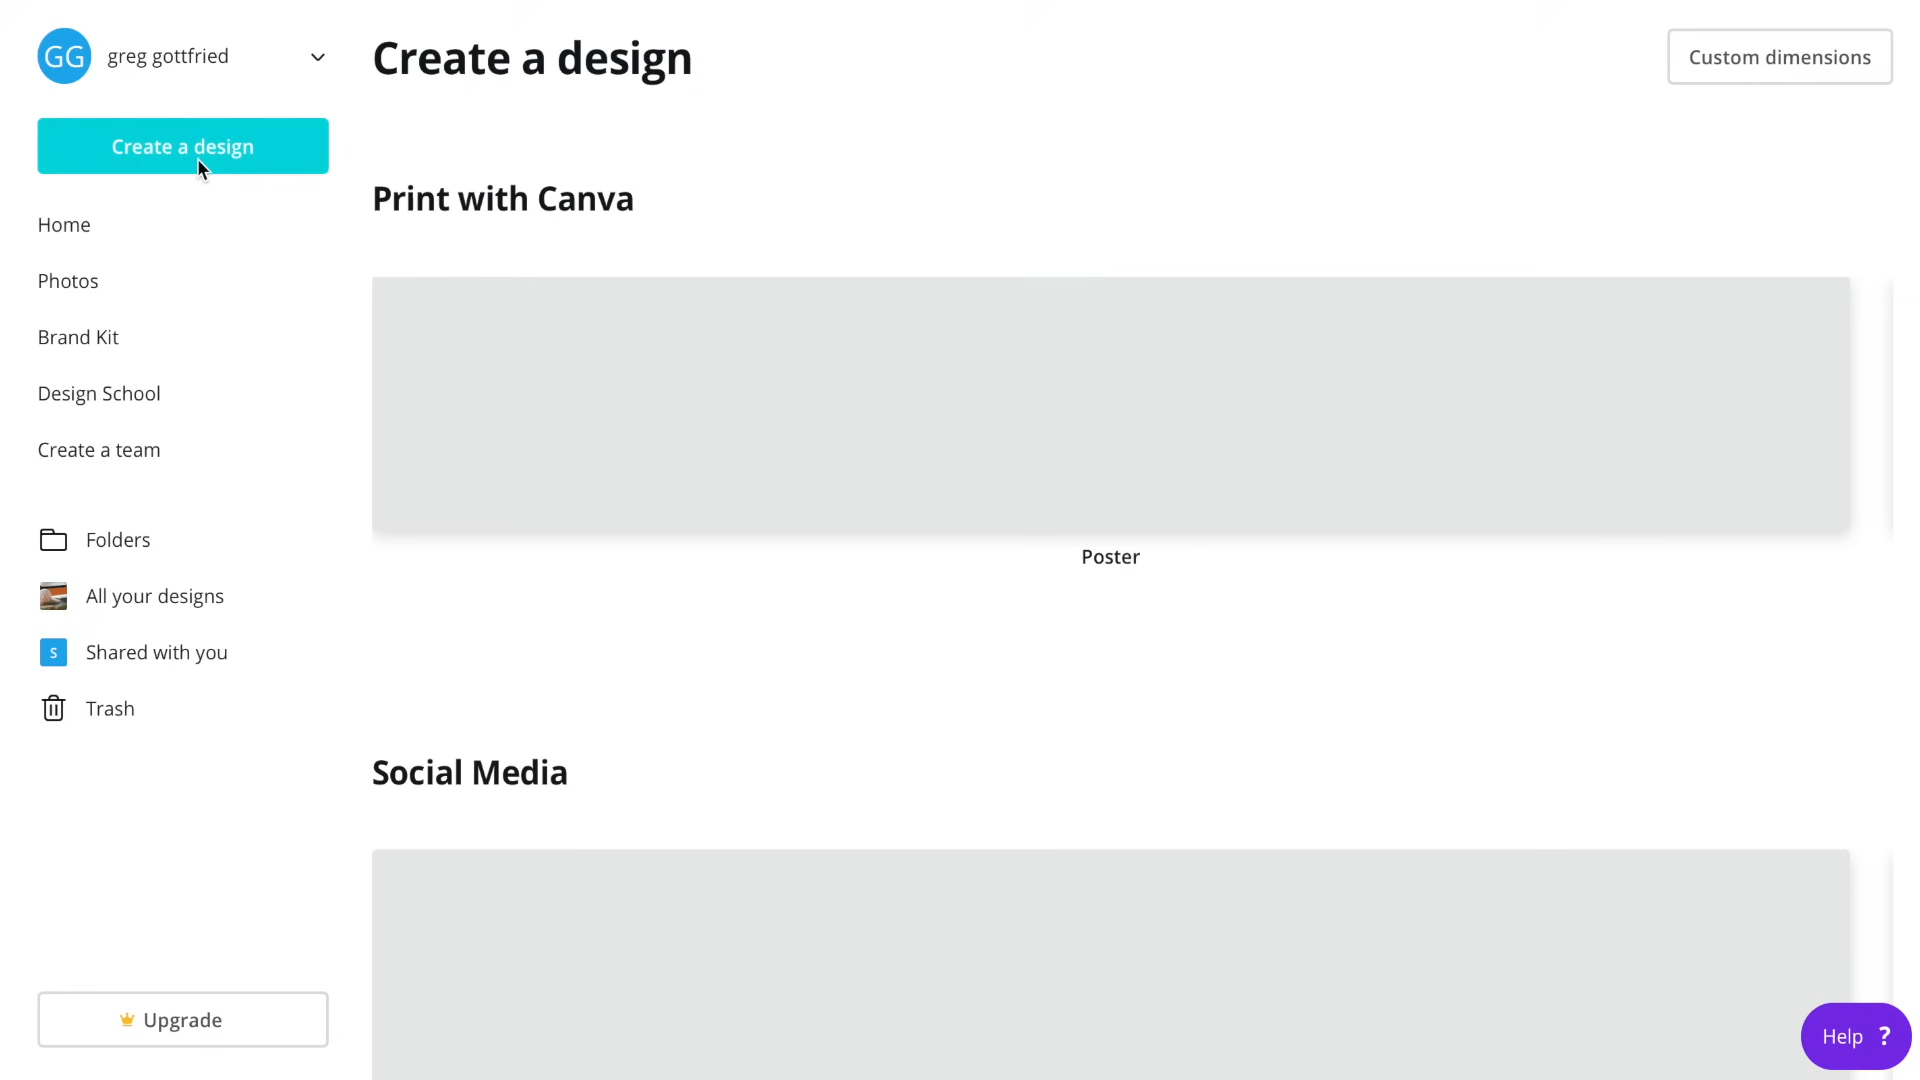 GG greg gottfried
Create a design
Custom dimensions
Create a design
Home
Photos
Brand Kit
Design School
Create a team
Folders
All your designs
S Shared with you
Trash
Upgrade
Print with Canva
Poster
Social Media
Help ?